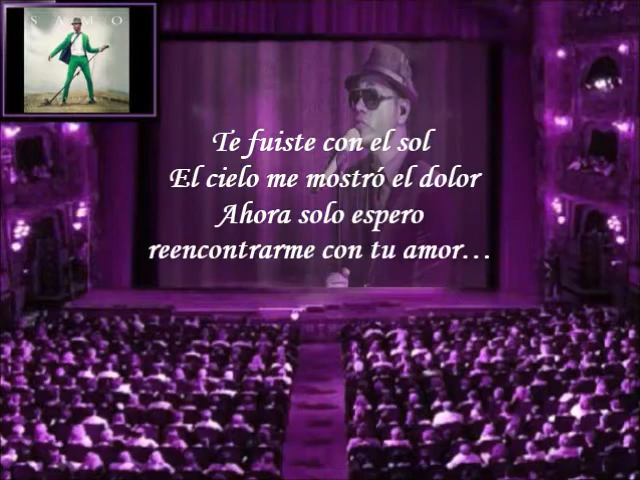 SAMO
Te fuiste con el sol
El cielo me mostró el dolor
Ahora solo espero
reencontrarme con tu amor…